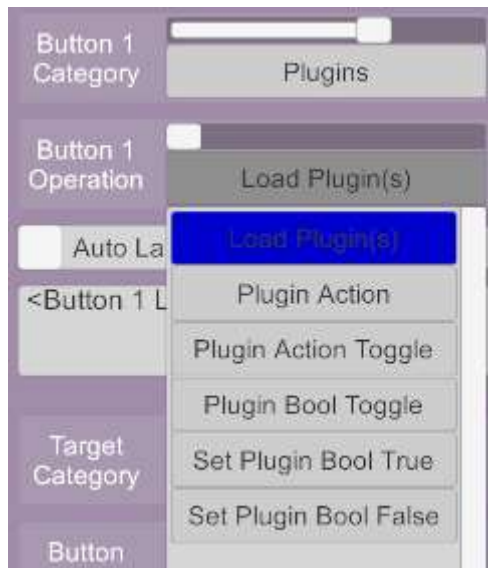 Button 1
Category
Plugins
Button 1
Operation
Load Plugin(s)
Auto La
Load Plugin(s)
<Button 1 L
Plugin Action
Plugin Action Toggle
Plugin Bool Toggle
Target
Category
Set Plugin Bool True
Set Plugin Bool False
Button